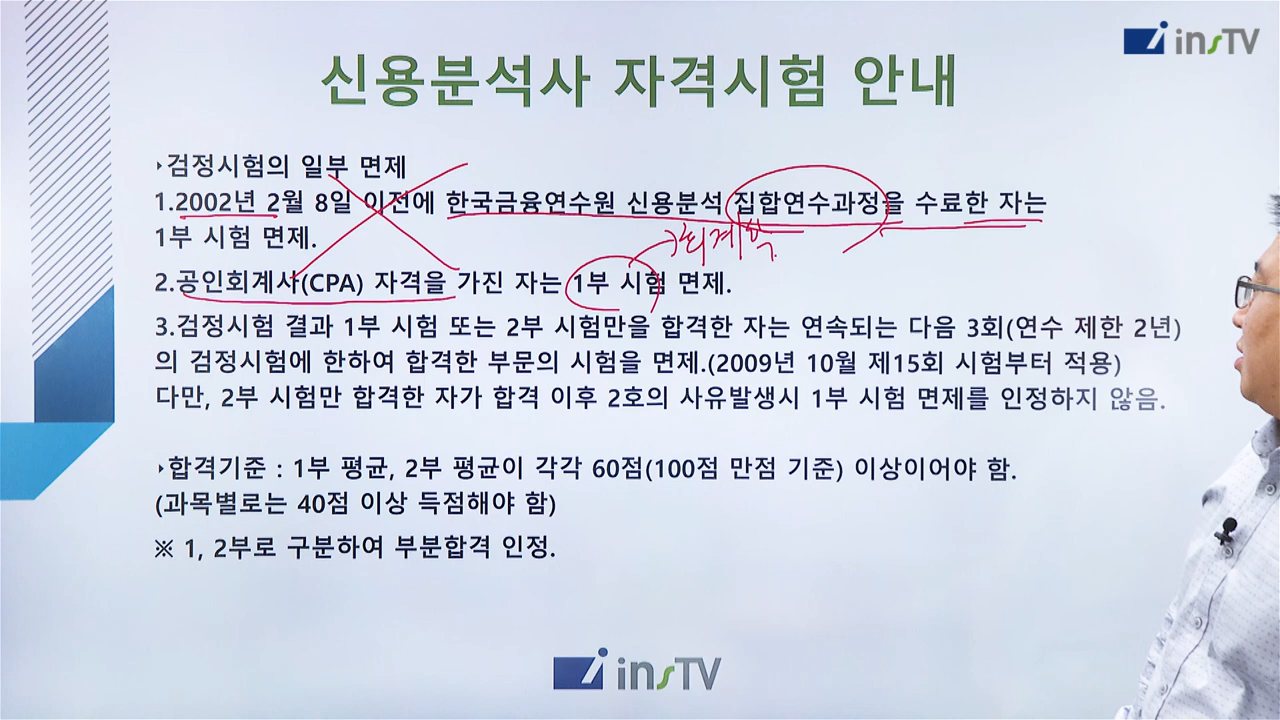 insTV
신용분석사 자격시험 안내
‣검정시험의 일부 면제
1.2002년 2월 8일 이전에 한국금융연수원 신용분석 집합연수과정을 수료한 자는
1부 시험 면제.
회계학
2.공인회계사(CPA) 자격을 가진 자는 1부 시험 면제.
3.검정시험 결과 1부 시험 또는 2부 시험만을 합격한 자는 연속되는 다음 3회(연수 제한 2년)
의 검정시험에 한하여 합격한 부문의 시험을 면제.(2009년 10월 제15회 시험부터 적용)
다만, 2부 시험만 합격한 자가 합격 이후 2호의 사유발생시 1부 시험 면제를 인정하지 않음.
‣합격기준 : 1부 평균, 2부 평균이 각각 60점(100점 만점 기준) 이상이어야 함.
(과목별로는 40점 이상 득점해야 함)
※ 1, 2부로 구분하여 부분합격 인정.
insTV